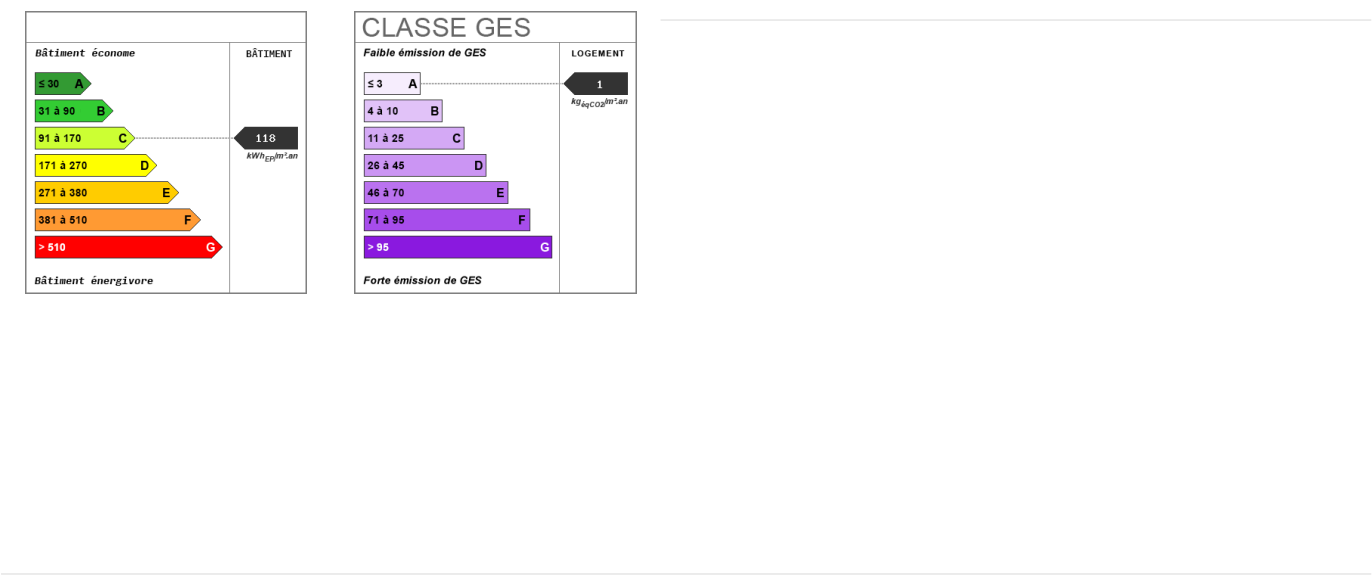 Bâtiment économe
BÂTIMENT
≤ 30 A
31 à 90 B
91 à 170 C
118
kWhEP/m².an
171 à 270 D
271 à 380 E
381 à 510 F
> 510 G
Bâtiment énergivore
CLASSE GES
Faible émission de GES
LOGEMENT
≤ 3 A
1
kgéqCO2/m².an
4 à 10 B
11 à 25 C
26 à 45 D
46 à 70 E
71 à 95 F
> 95 G
Forte émission de GES